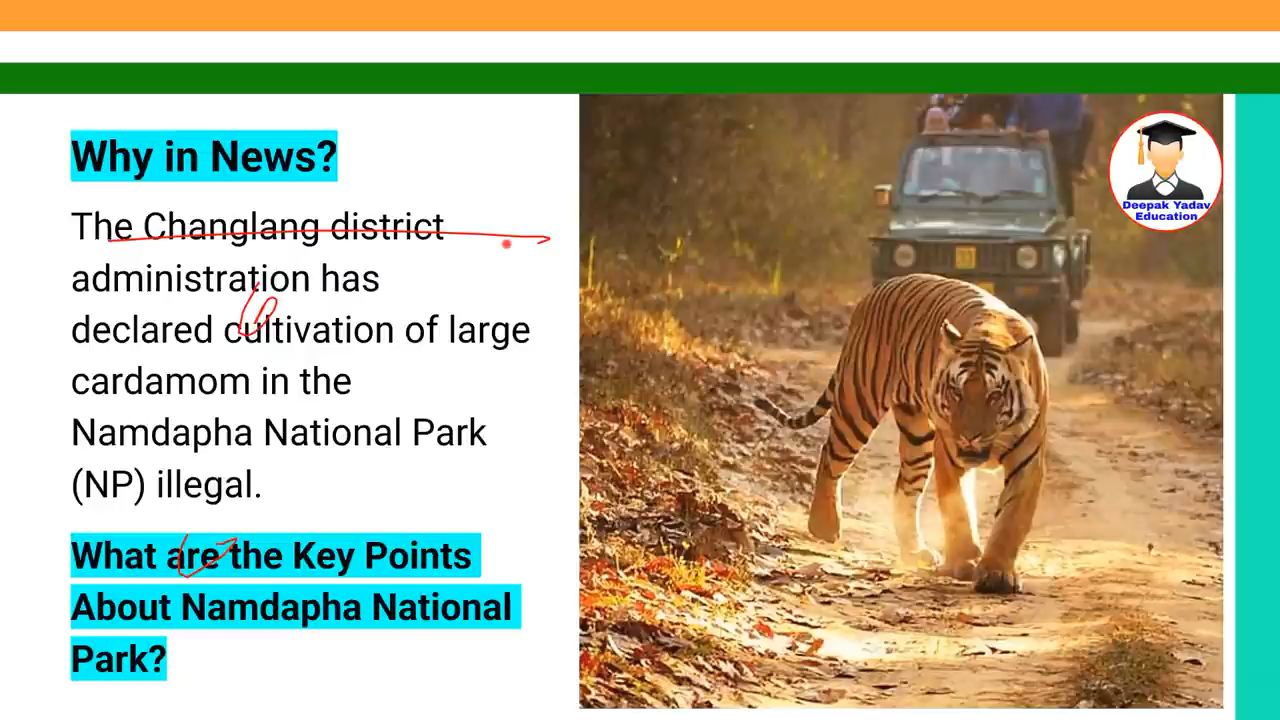 Why in News?
The Changlang district
administration has
declared cultivation of large
cardamom in the
Namdapha National Park
(NP) illegal.
What are the Key Points
About Namdapha National
Park?
Deepak Yadav
Education